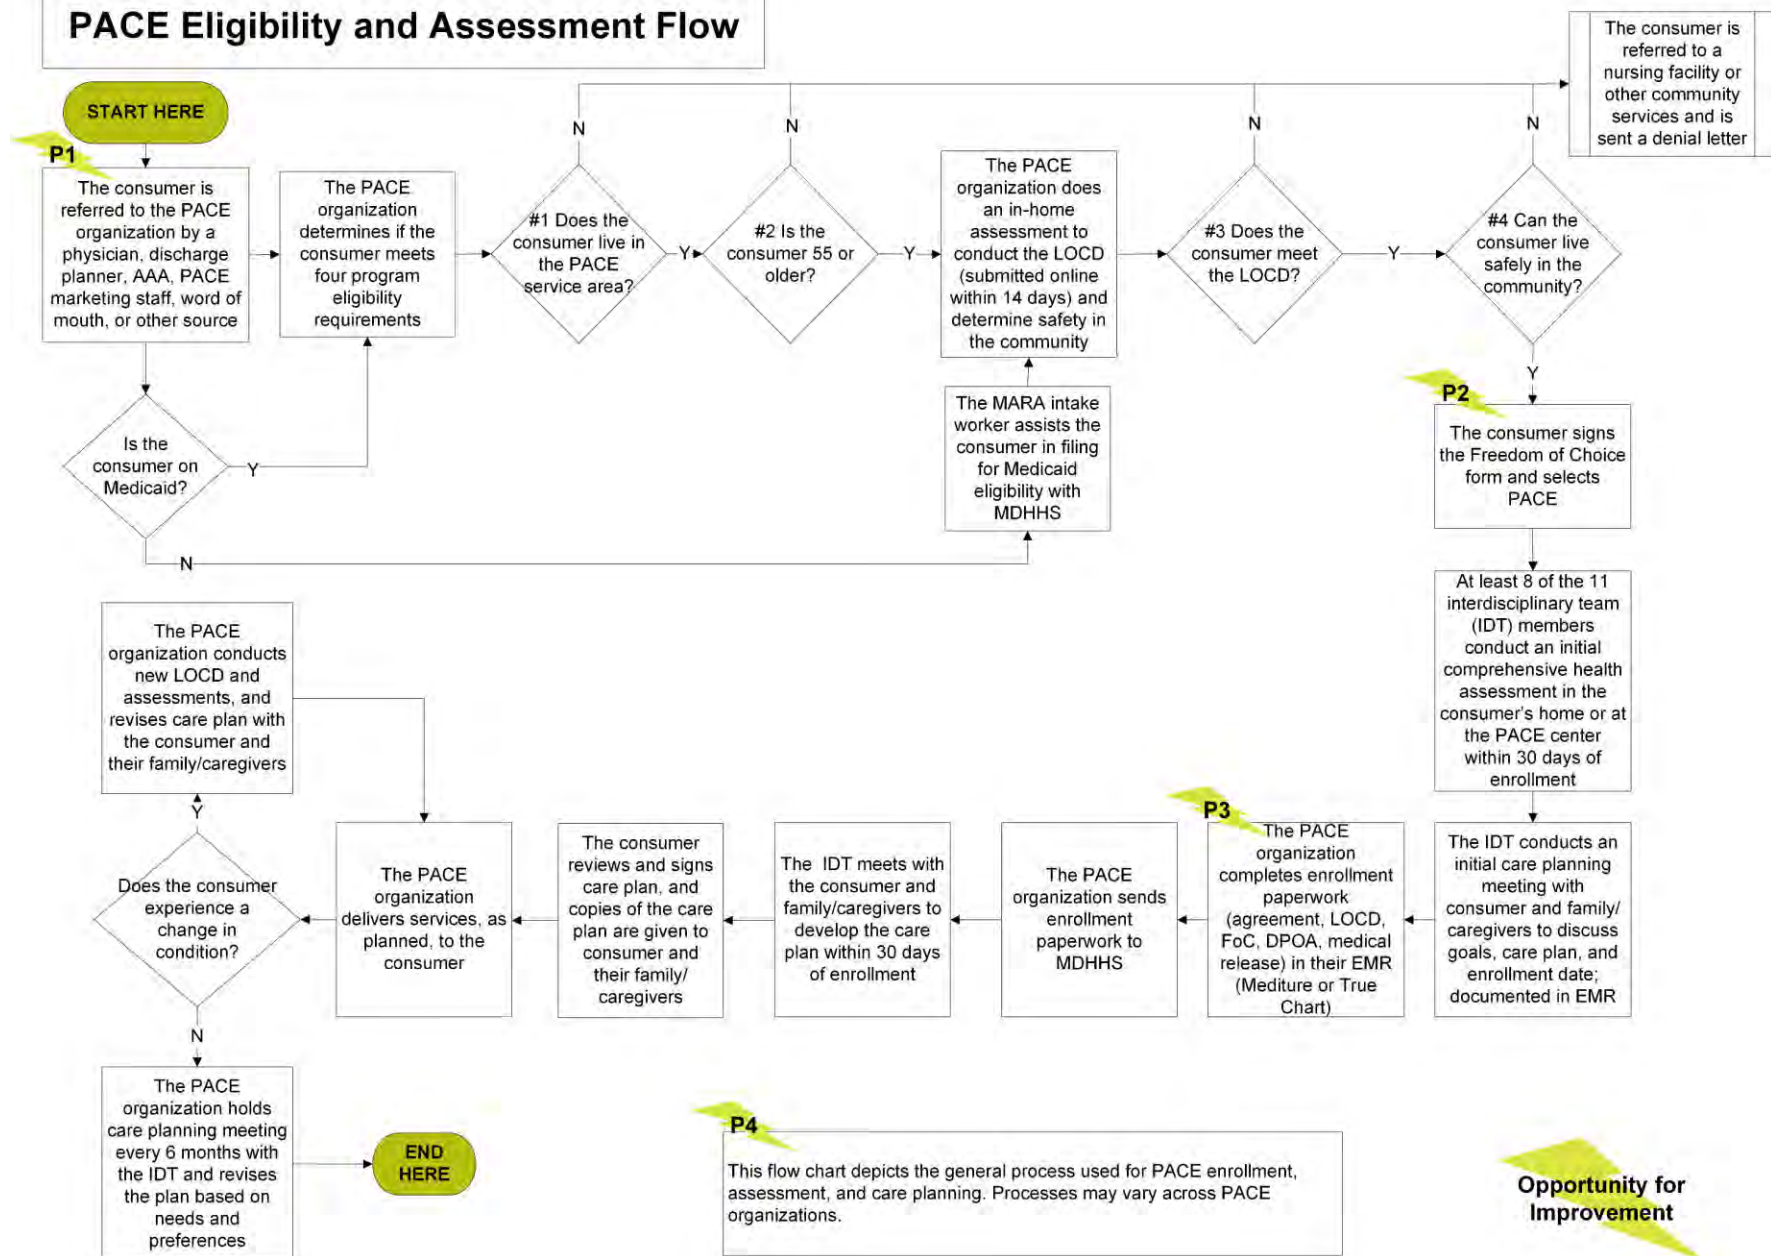 PACE Eligibility and Assessment Flow
START HERE
P1
The consumer is
referred to the PACE
organization by a
physician, discharge
planner, AAA, PACE
marketing staff, word of
mouth, or other source
The PACE
organization
determines if the
consumer meets
four program
eligibility
requirements
N
#1 Does the
consumer live in
the PACE
service area?
Y
N
#2 Is the
consumer 55 or
older?
Y
The PACE
organization does
an in-home
assessment to
conduct the LOCD
(submitted online
within 14 days) and
determine safety in
the community
N
#3 Does the
consumer meet
the LOCD?
Y
N
#4 Can the
consumer live
safely in the
community?
Y
The consumer is
referred to a
nursing facility or
other community
services and is
sent a denial letter
Is the
consumer on
Medicaid?
Y
N
The MARA intake
worker assists the
consumer in filing
for Medicaid
eligibility with
MDHHS
P2
The consumer signs
the Freedom of Choice
form and selects
PACE
At least 8 of the 11
interdisciplinary team
(IDT) members
conduct an initial
comprehensive health
assessment in the
consumer's home or at
the PACE center
within 30 days of
enrollment
The IDT conducts an
initial care planning
meeting with
consumer and family/
caregivers to discuss
goals, care plan, and
enrollment date;
documented in EMR
P3
The PACE
organization
completes enrollment
paperwork
(agreement, LOCD,
FoC, DPOA, medical
release) in their EMR
(Mediture or True
Chart)
The PACE
organization sends
enrollment
paperwork to
MDHHS
The IDT meets with
the consumer and
family/caregivers to
develop the care
plan within 30 days
of enrollment
The consumer
reviews and signs
care plan, and
copies of the care
plan are given to
consumer and
their family/
caregivers
The PACE
organization
delivers services, as
planned, to the
consumer
Does the consumer
experience a
change in
condition?
Y
The PACE
organization conducts
new LOCD and
assessments, and
revises care plan with
the consumer and
their family/caregivers
N
The PACE
organization holds
care planning meeting
every 6 months with
the IDT and revises
the plan based on
needs and
preferences
END
HERE
P4
This flow chart depicts the general process used for PACE enrollment,
assessment, and care planning. Processes may vary across PACE
organizations.
Opportunity for
Improvement